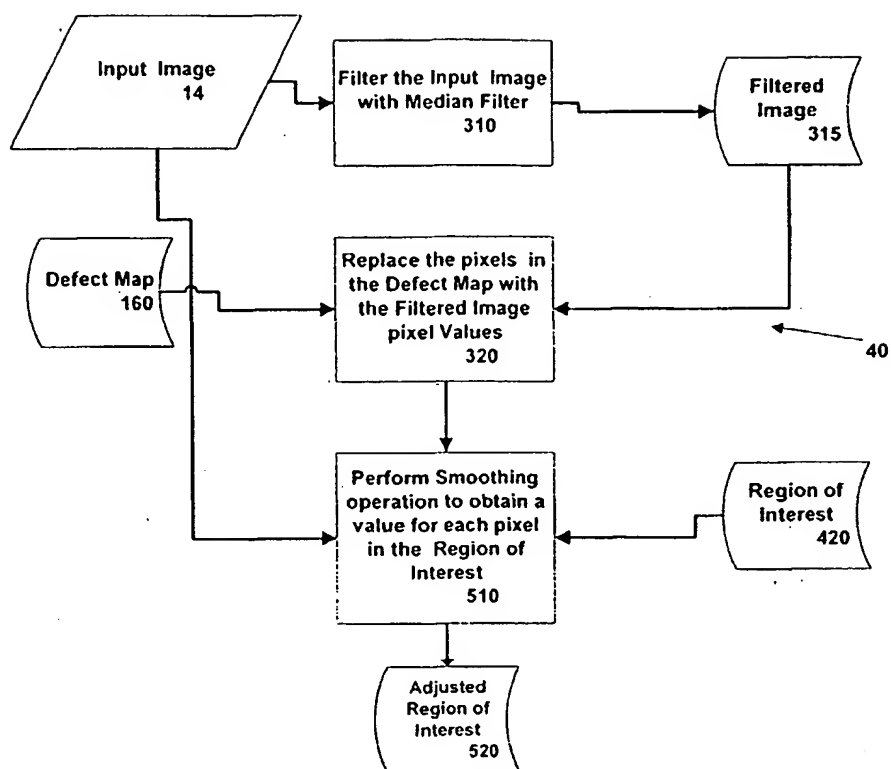 Input Image
14
Filter the Input Image
with Median Filter
310
Filtered
Image
315
Defect Map
160
Replace the pixels in
the Defect Map with
the Filtered Image
pixel Values
320
40
Perform Smoothing
operation to obtain a
value for each pixel
in the Region of
Interest
510
Region of
Interest
420
Adjusted
Region of
Interest
520